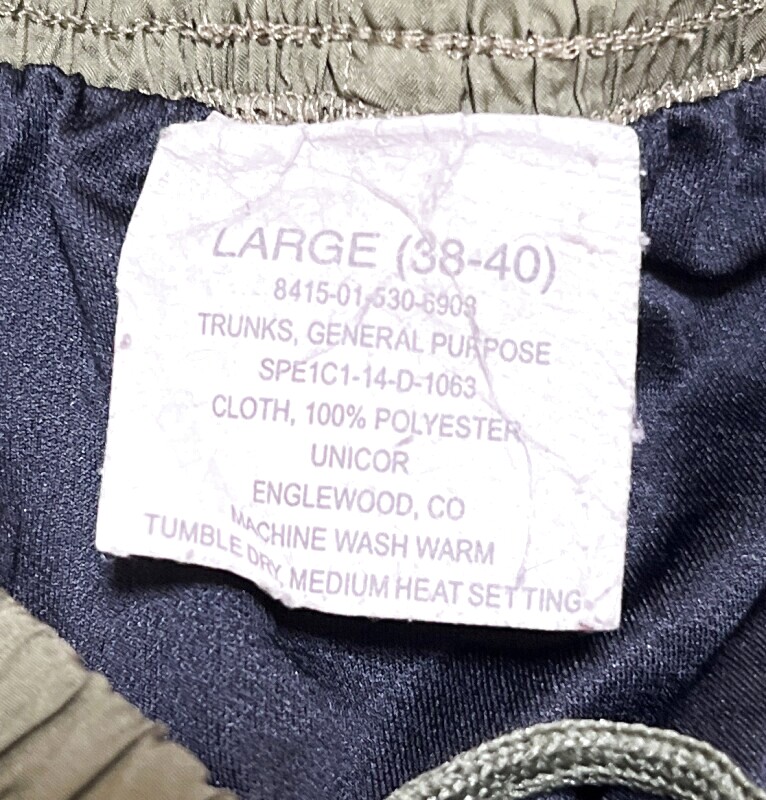 LARGE (38-40)
8415-01-530-6903
TRUNKS, GENERAL PURPOSE
SPE1C1-14-D-1063
CLOTH, 100% POLYESTER
UNICOR
ENGLEWOOD, CO
MACHINE WASH WARM
TUMBLE DRY, MEDIUM HEAT SETTING